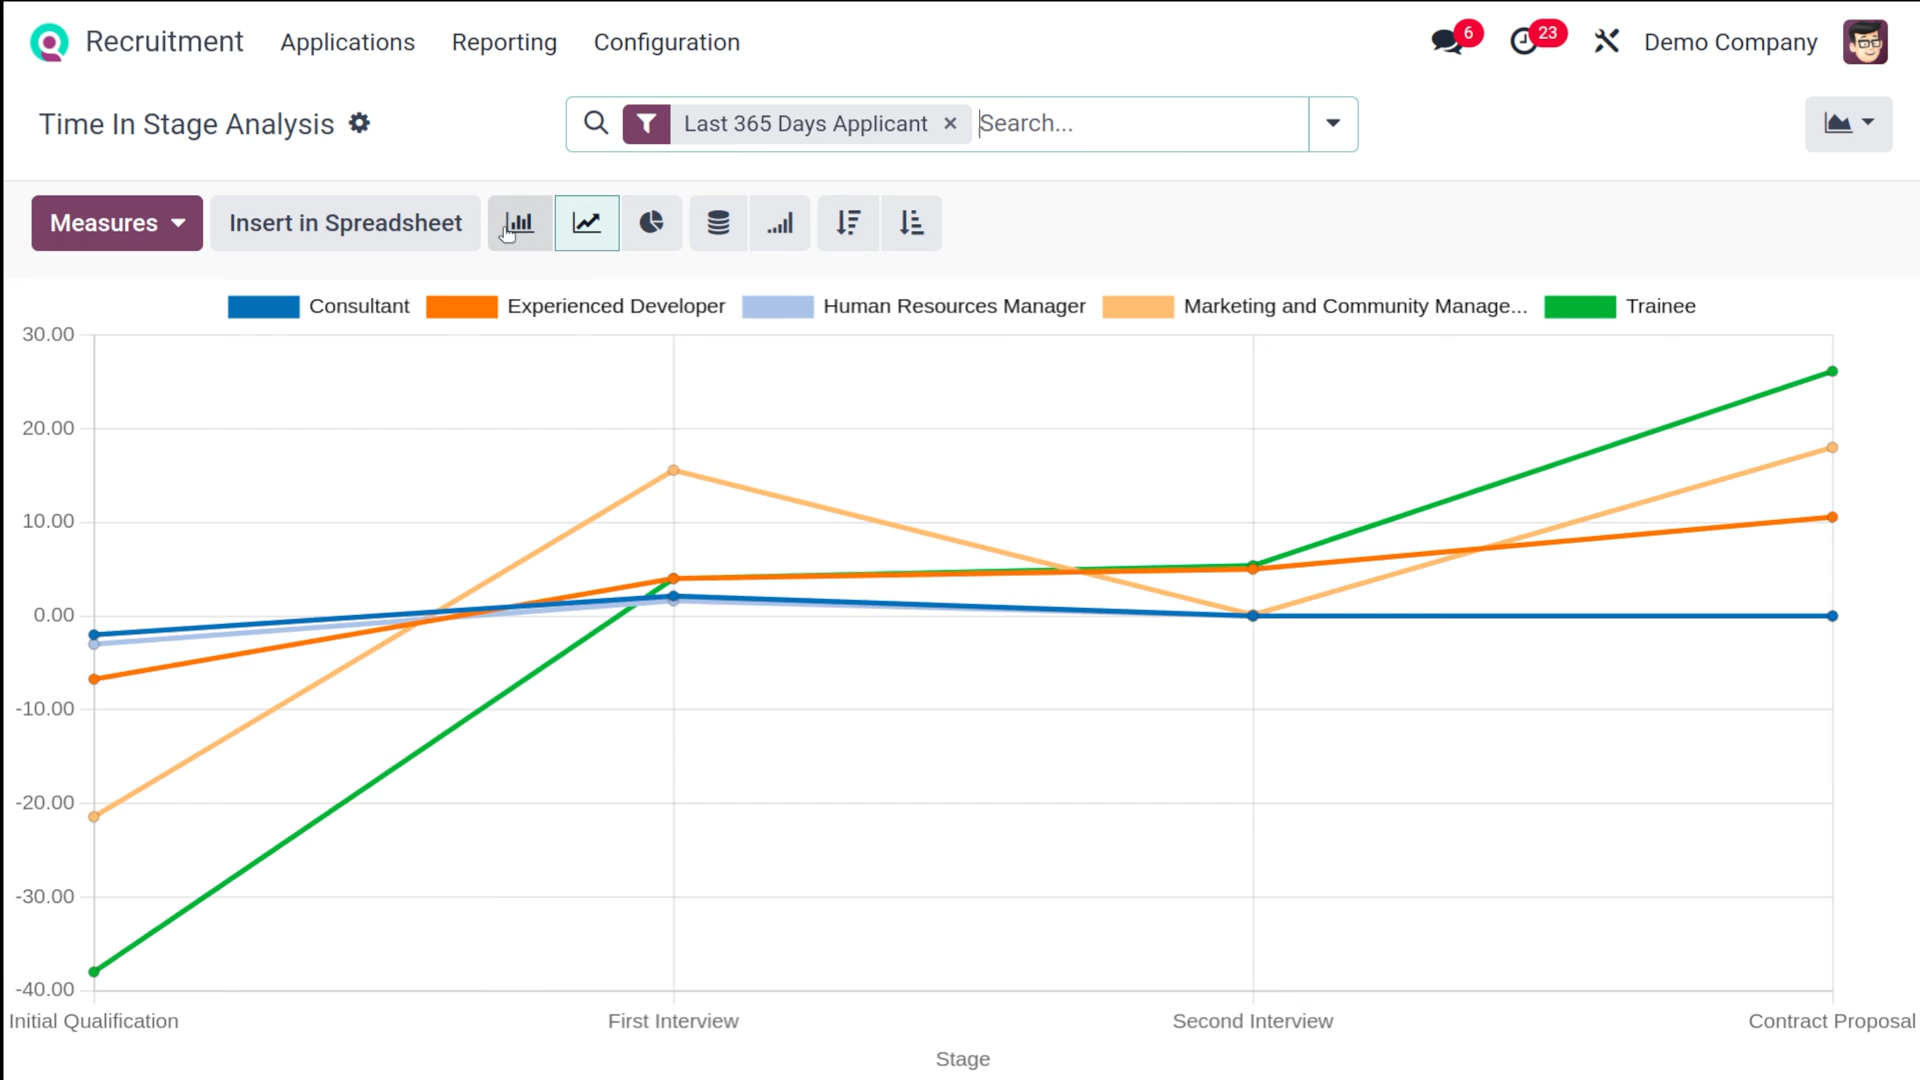 Recruitment Applications Reporting Configuration 6 23 Demo Company
Time In Stage Analysis Last 365 Days Applicant × Search...
Measures Insert in Spreadsheet
Consultant Experienced Developer Human Resources Manager Marketing and Community Manage... Trainee
30.00
20.00
10.00
0.00
-10.00
-20.00
-30.00
-40.00
Initial Qualification First Interview Second Interview Contract Proposal
Stage